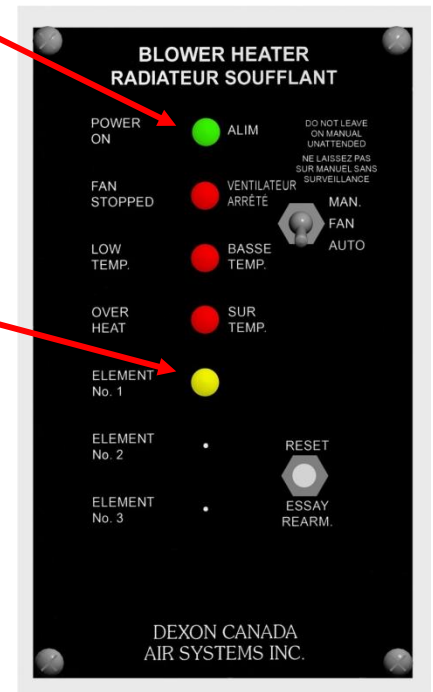 BLOWER HEATER
RADIATEUR SOUFFLANT
POWER
ON
ALIM
DO NOT LEAVE
ON MANUAL
UNATTENDED
NE LAISSEZ PAS
SUR MANUEL SANS
SURVEILLANCE
FAN
STOPPED
VENTILATEUR
ARRÊTÉ
MAN.
FAN
AUTO
LOW
TEMP.
BASSE
TEMP.
OVER
HEAT
SUR
TEMP.
ELEMENT
No. 1
ELEMENT
No. 2
RESET
ELEMENT
No. 3
ESSAY
REARM.
DEXON CANADA
AIR SYSTEMS INC.